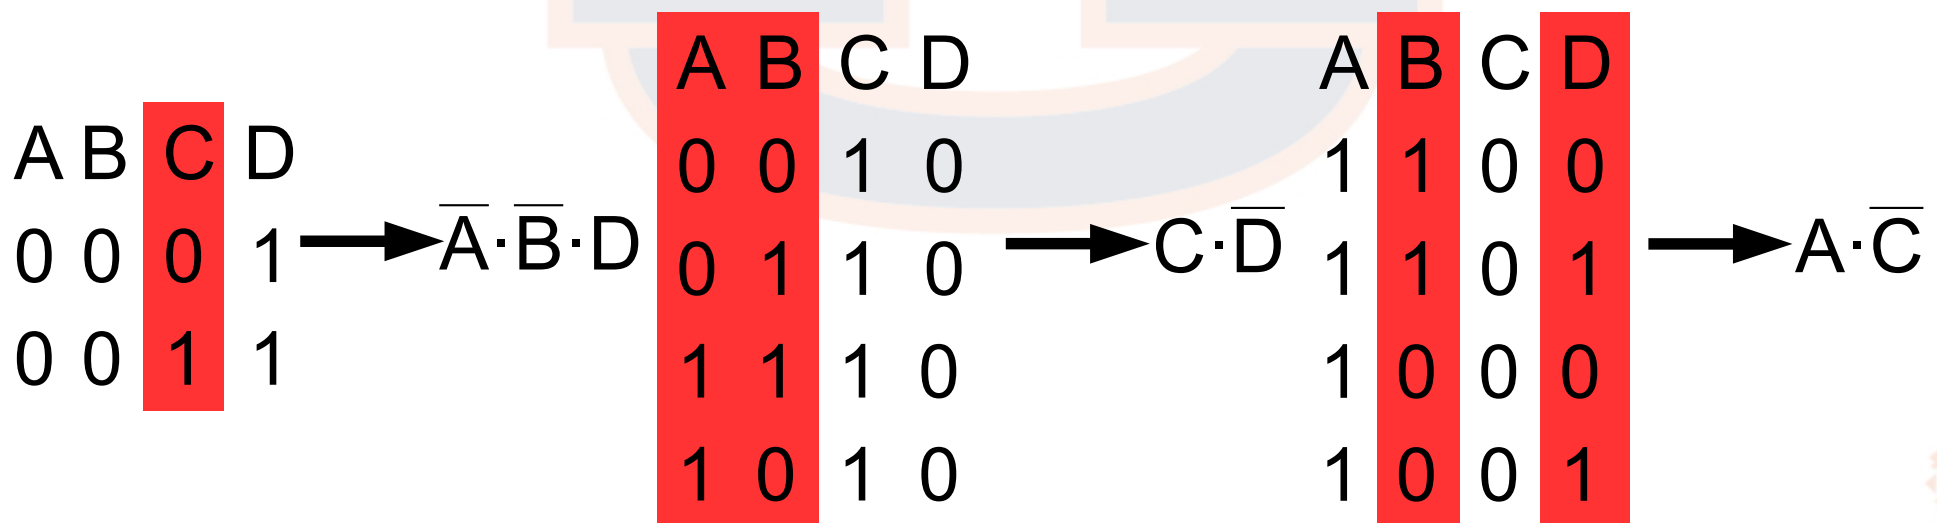 A B C D
0 0 0 1
0 0 1 1
A̅·B̅·D
A B C D
0 0 1 0
0 1 1 0
1 1 1 0
1 0 1 0
C·D̅
A B C D
1 1 0 0
1 1 0 1
1 0 0 0
1 0 0 1
A·C̅